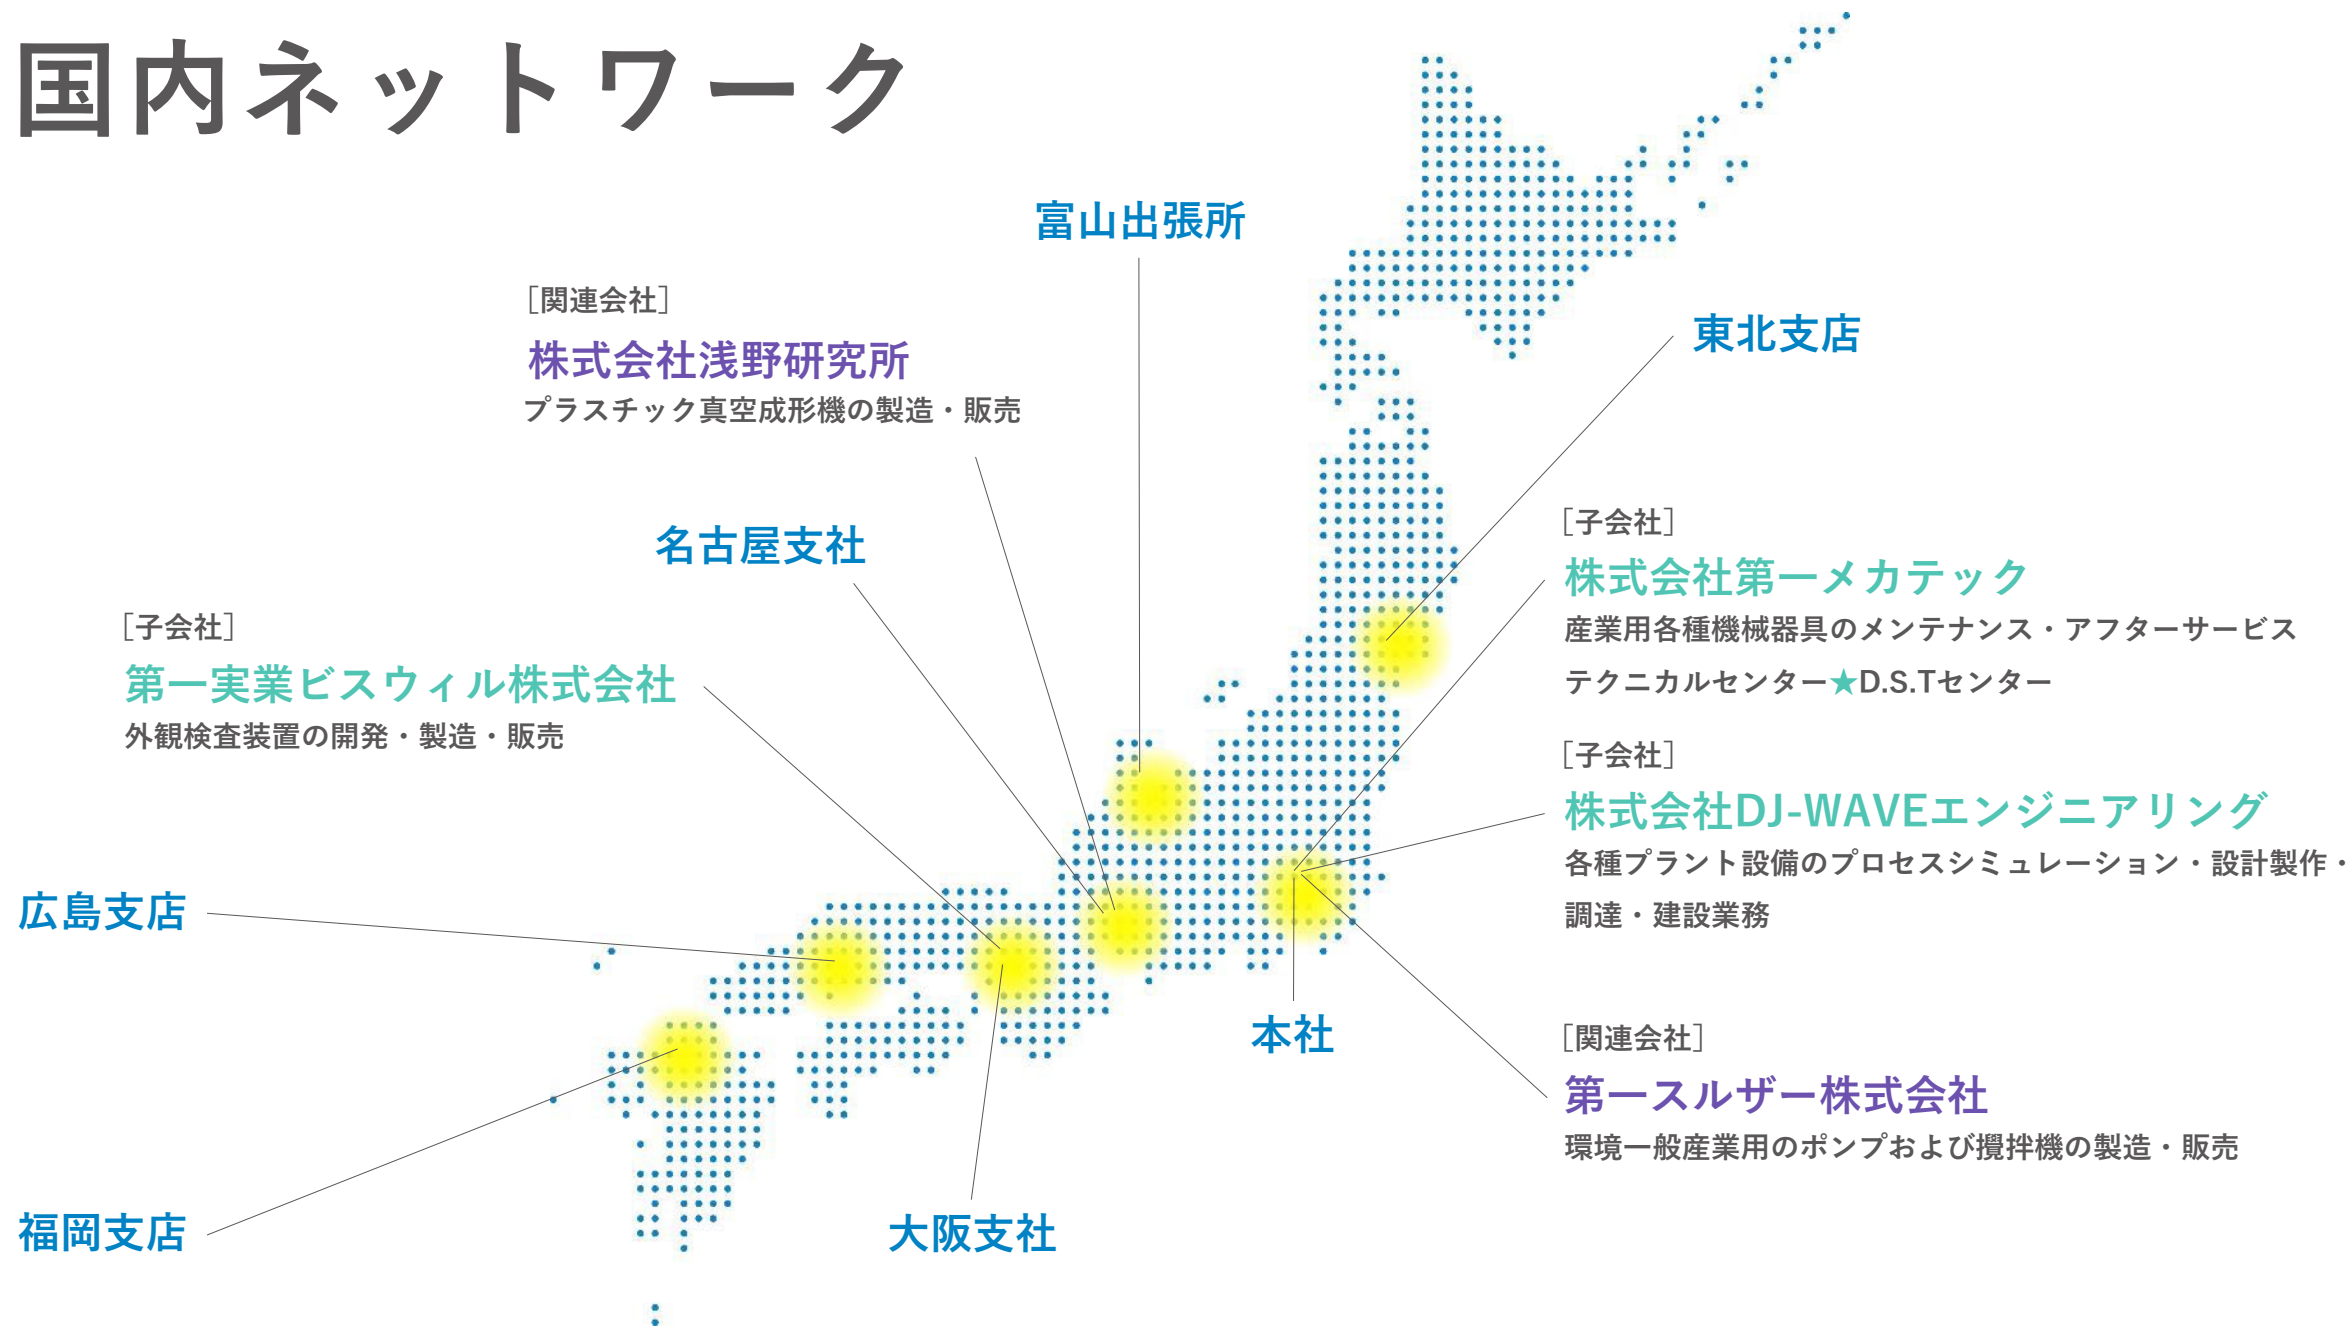 国内ネットワーク
富山出張所
［関連会社］
株式会社浅野研究所
プラスチック真空成形機の製造・販売
東北支店
名古屋支社
［子会社］
株式会社第一メカテック
産業用各種機械器具のメンテナンス・アフターサービス
テクニカルセンター★D.S.Tセンター
［子会社］
第一実業ビスウィル株式会社
外観検査装置の開発・製造・販売
［子会社］
株式会社DJ-WAVEエンジニアリング
各種プラント設備のプロセスシミュレーション・設計製作・
調達・建設業務
広島支店
本社
［関連会社］
第一スルザー株式会社
環境一般産業用のポンプおよび攪拌機の製造・販売
福岡支店
大阪支社